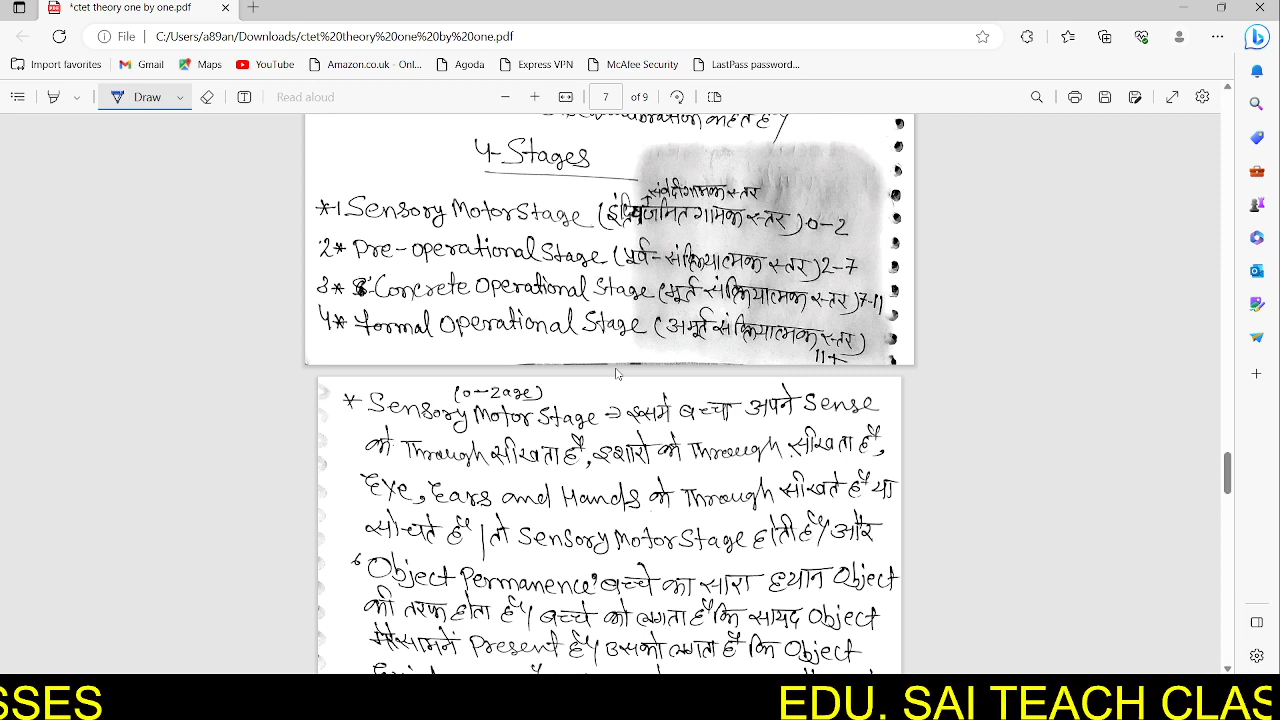 *ctet theory one by one.pdf
File C:/Users/a89an/Downloads/ctet%20theory%20one%20by%20one.pdf
Import favorites Gmail Maps YouTube Amazon.co.uk - Onl... Agoda Express VPN McAfee Security LastPass password...
Draw Read aloud 7 of 9
कहते हैं
4-Stages
संवेदीगामक स्तर
*1 Sensory Motor Stage (इंद्रियजनित गामक स्तर) 0-2
2* Pre-operational Stage (पूर्व-संक्रियात्मक स्तर) 2-7
3* Concrete Operational Stage (मूर्त संक्रियात्मक स्तर) 7-11
4* formal Operational Stage (अमूर्त संक्रियात्मक स्तर)
11+
(0-2age)
* Sensory Motor Stage → इसमें बच्चा अपने Sense
के Through सीखता है, इशारो के Through सीखता है,
Eye, Ears and Hands के Through सीखते हैं या
सोचते हैं। तो Sensory Motor Stage होती है। और
Object Permanence: बच्चे का सारा ध्यान Object
की तरफ होता है। बच्चे को लगता है कि सायद Object
मेरे सामने Present है। उसको लगता है कि Object
SSES EDU. SAI TEACH CLAS